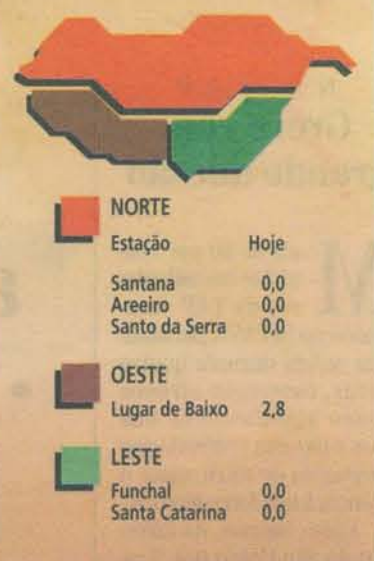 NORTE
Estação Hoje
Santana 0,0
Areeiro 0,0
Santo da Serra 0,0
OESTE
Lugar de Baixo 2,8
LESTE
Funchal 0,0
Santa Catarina 0,0